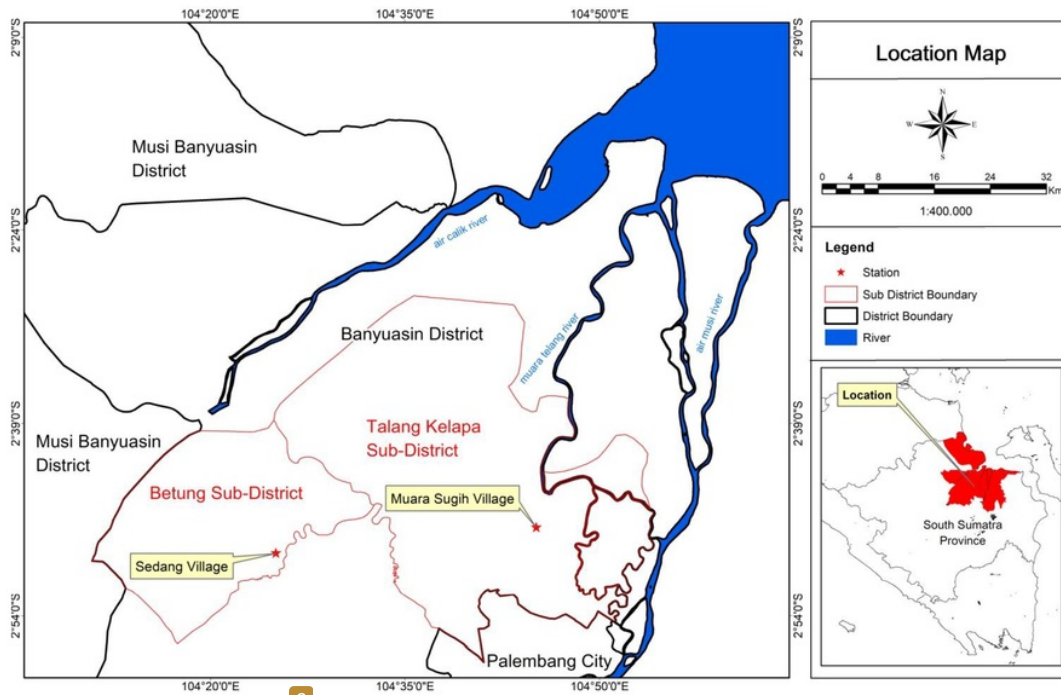 104°20'0"E
104°35'0"E
104°50'0"E
2°9'0"S
2°9'0"S
2°24'0"S
2°24'0"S
2°39'0"S
2°39'0"S
2°54'0"S
2°54'0"S
Musi Banyuasin
District
air calik river
Banyuasin District
muara telang river
air musi river
Musi Banyuasin
District
Talang Kelapa
Sub-District
Betung Sub-District
Muara Sugih Village
Sedang Village
Palembang City
104°20'0"E
104°35'0"E
104°50'0"E
Location Map
N
W
E
S
0 4 8 16 24 32
Km
1:400.000
Legend
Station
Sub District Boundary
District Boundary
River
Location
South Sumatra
Province